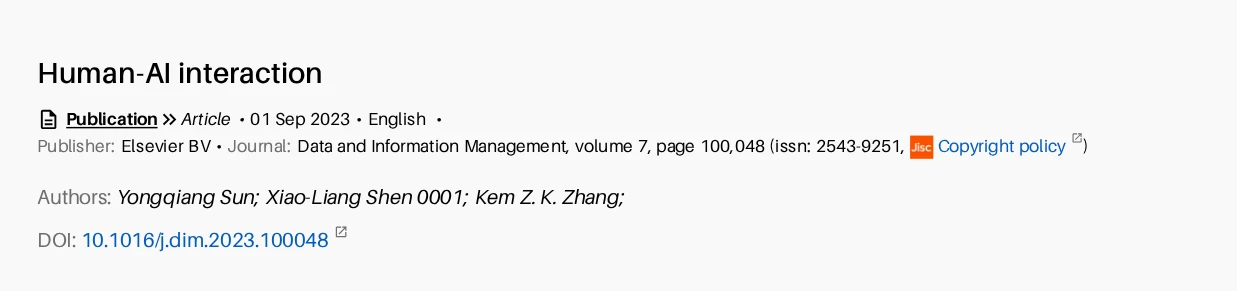 Human-AI interaction
Publication >> Article • 01 Sep 2023 • English •
Publisher: Elsevier BV • Journal: Data and Information Management, volume 7, page 100,048 (issn: 2543-9251, Jisc Copyright policy )
Authors: Yongqiang Sun; Xiao-Liang Shen 0001; Kem Z. K. Zhang;
DOI: 10.1016/j.dim.2023.100048